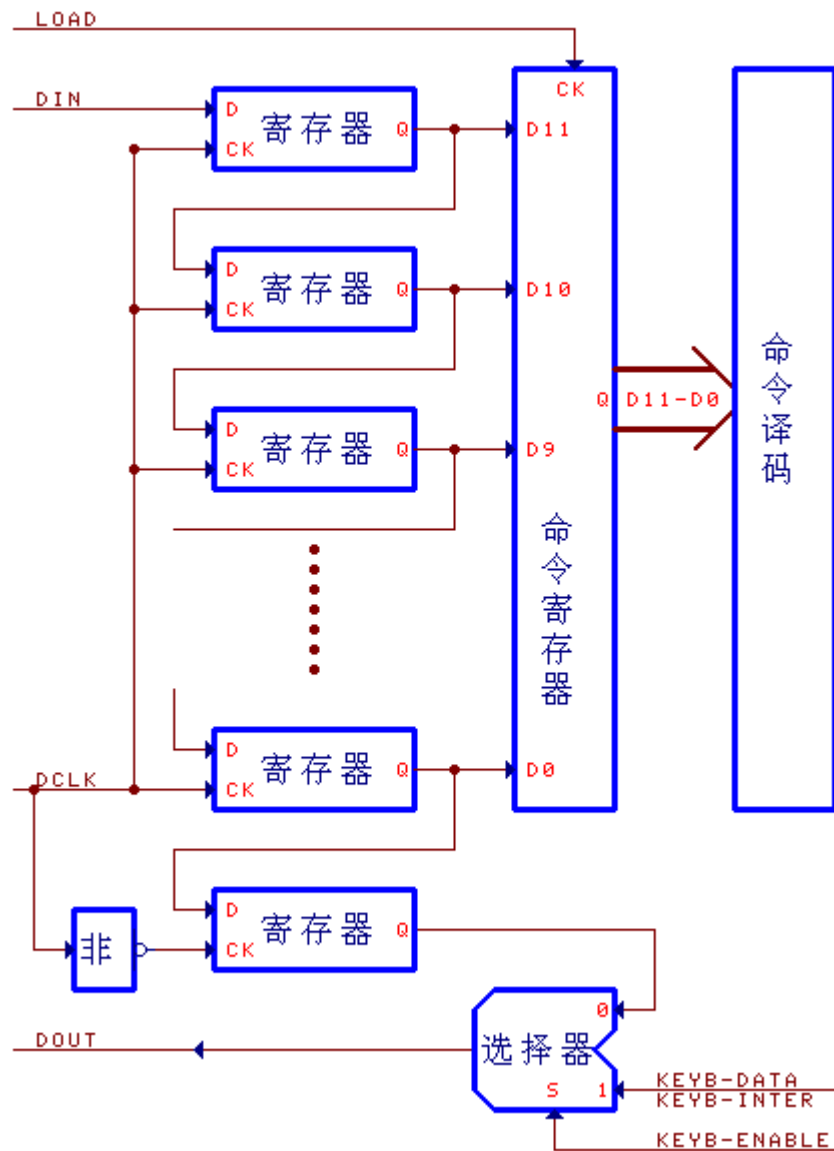 LOAD
CK
DIN
D
寄存器
Q
CK
D11
D
寄存器
Q
CK
D10
D
寄存器
Q
CK
D9
Q
D11-D0
命令译码
命令寄存器
D
寄存器
Q
CK
D0
DCLK
D
寄存器
Q
CK
非
0
DOUT
选择器
S
1
KEYB-DATA
KEYB-INTER
KEYB-ENABLE